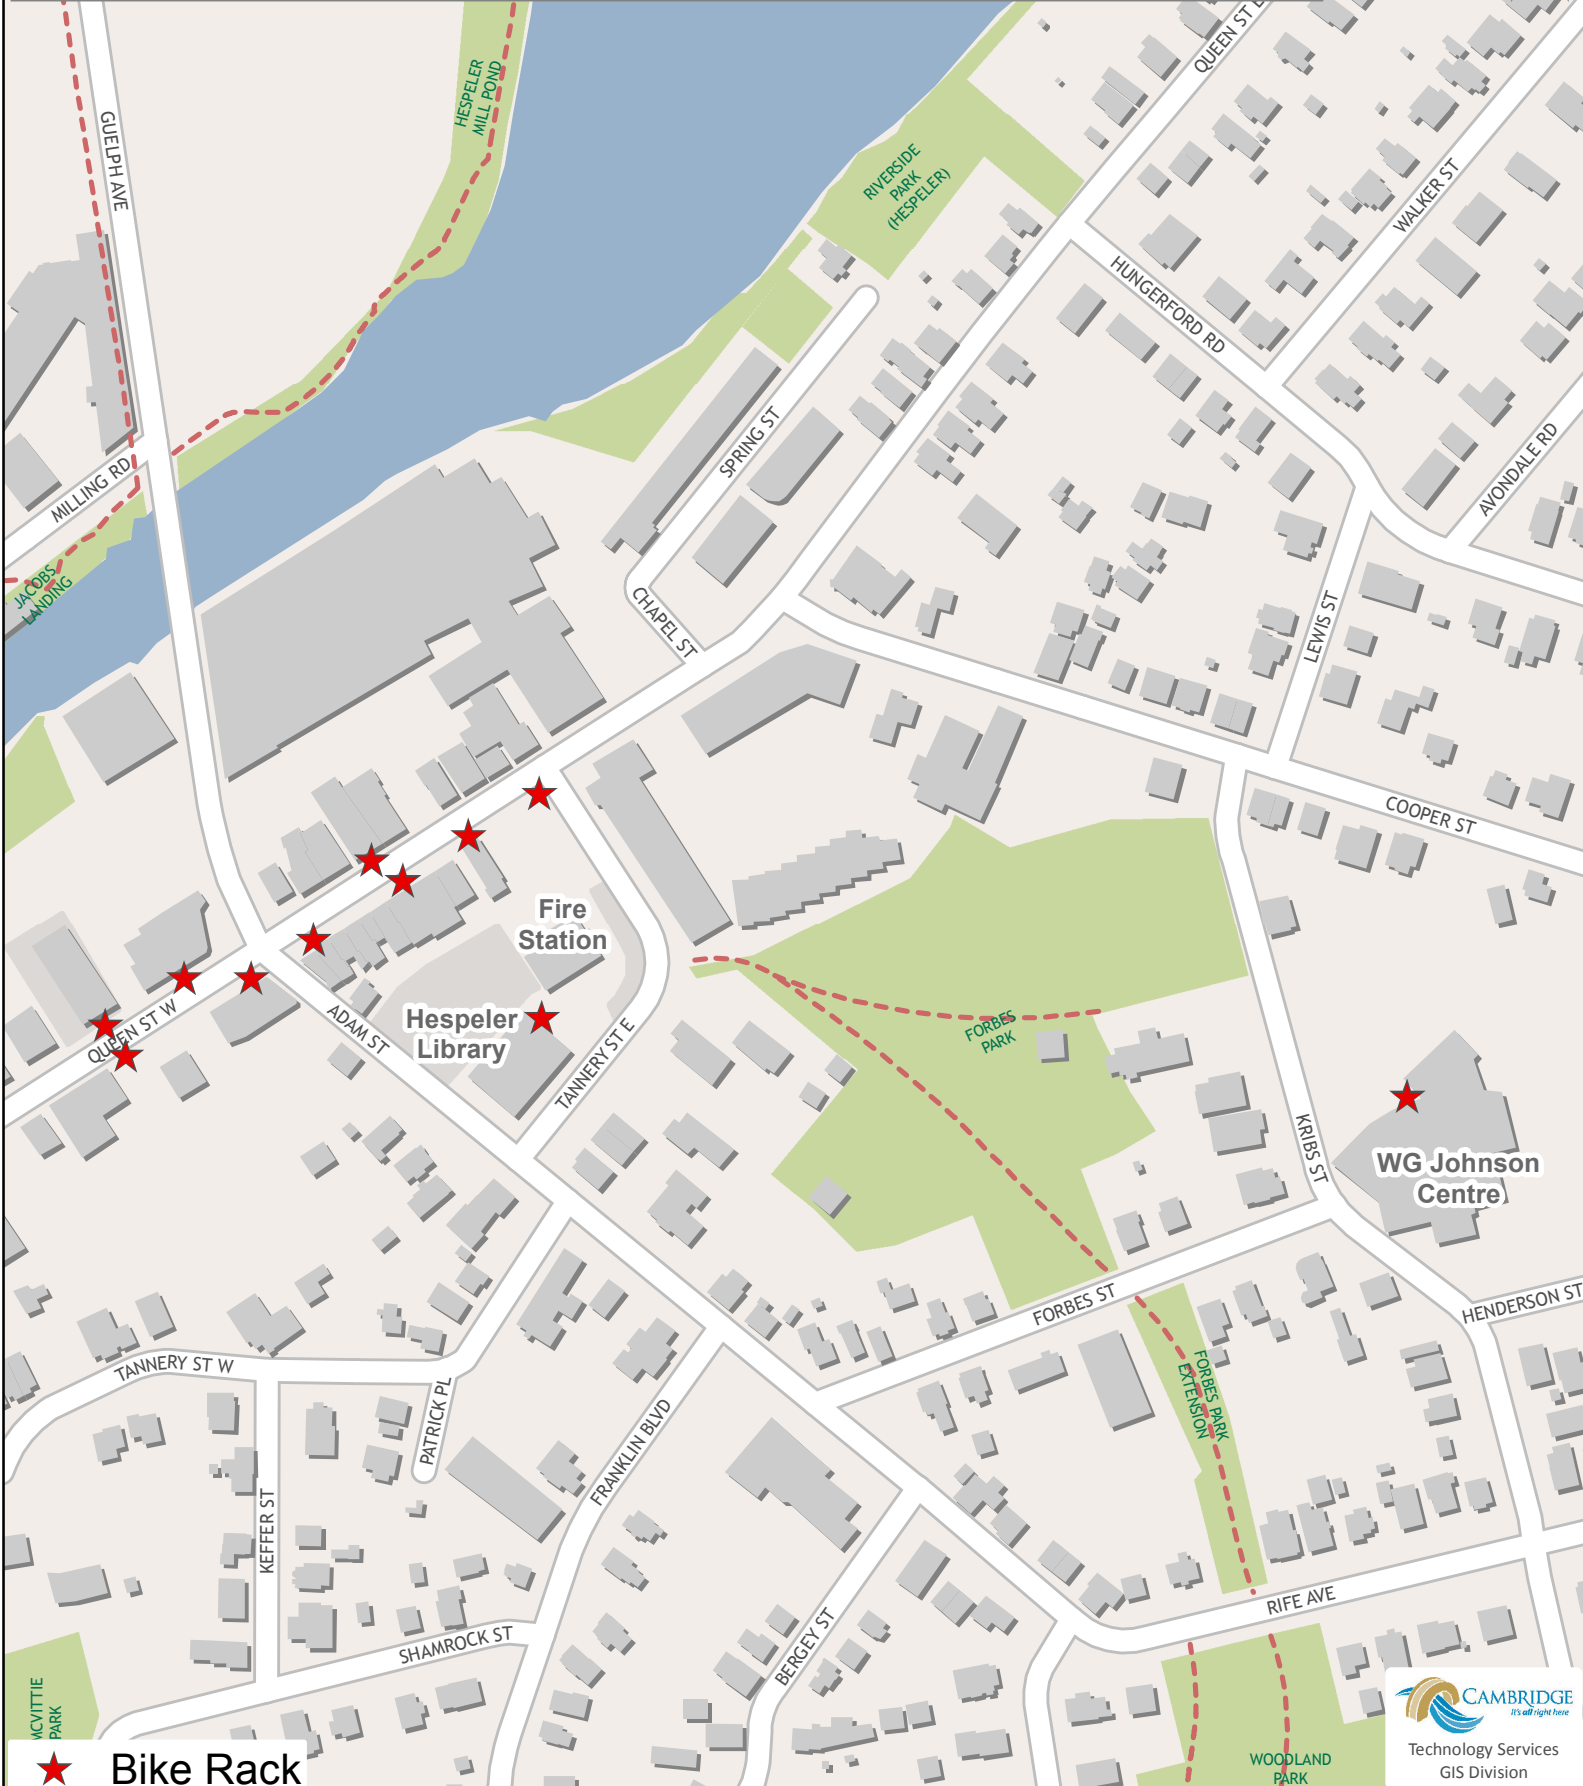 QUEEN ST E
HESPELER
MILL POND
GUELPH AVE
RIVERSIDE
PARK
(HESPELER)
WALKER ST
HUNGERFORD RD
SPRING ST
AVONDALE RD
MILLING RD
JACOBS
LANDING
CHAPEL ST
LEWIS ST
COOPER ST
Fire
Station
QUEEN ST W
ADAM ST
Hespeler
Library
TANNERY ST E
FORBES
PARK
KRIBS ST
WG Johnson
Centre
FORBES ST
HENDERSON ST
TANNERY ST W
PATRICK PL
FORBES PARK
EXTENSION
FRANKLIN BLVD
KEFFER ST
RIFE AVE
SHAMROCK ST
BERGEY ST
MCVITTIE
PARK
WOODLAND
PARK
Bike Rack
CAMBRIDGE
It's all right here
Technology Services
GIS Division